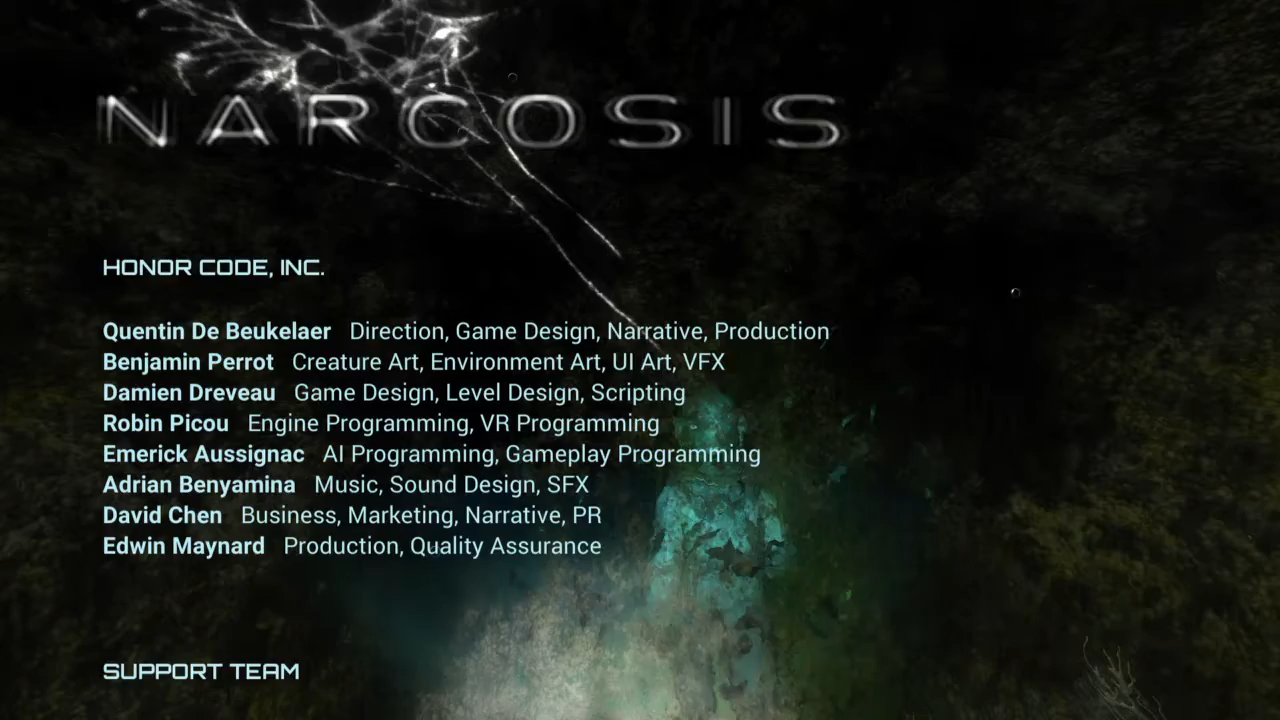 NARCOSIS
HONOR CODE, INC.
Quentin De Beukelaer Direction, Game Design, Narrative, Production
Benjamin Perrot Creature Art, Environment Art, UI Art, VFX
Damien Dreveau Game Design, Level Design, Scripting
Robin Picou Engine Programming, VR Programming
Emerick Aussignac AI Programming, Gameplay Programming
Adrian Benyamina Music, Sound Design, SFX
David Chen Business, Marketing, Narrative, PR
Edwin Maynard Production, Quality Assurance
SUPPORT TEAM